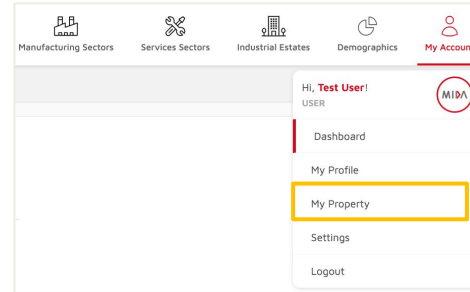 Manufacturing Sectors
Services Sectors
Industrial Estates
Demographics
My Accoun
Hi, Test User!
USER
MIDA
Dashboard
My Profile
My Property
Settings
Logout